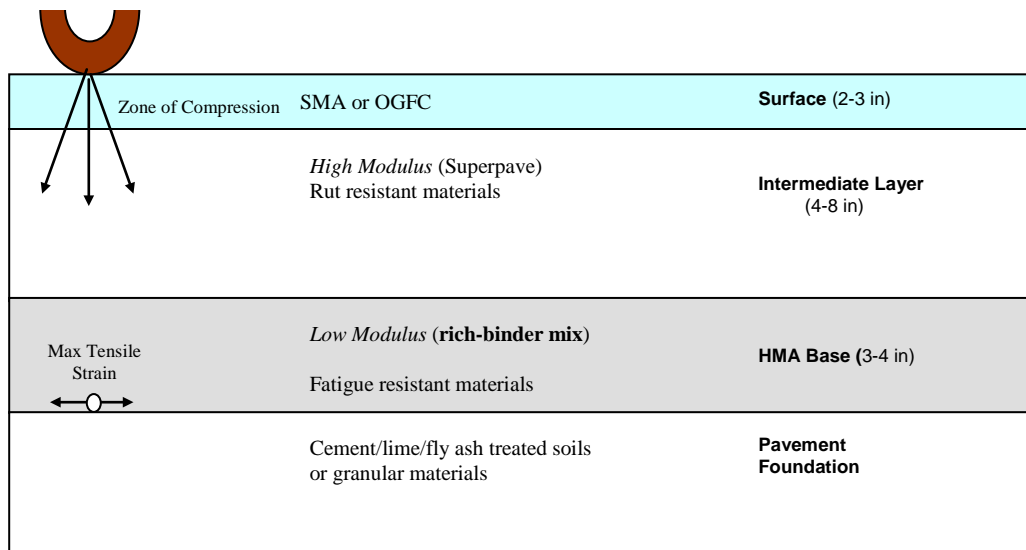 Zone of Compression
SMA or OGFC
Surface (2-3 in)
High Modulus (Superpave)
Rut resistant materials
Intermediate Layer
(4-8 in)
Max Tensile
Strain
Low Modulus (rich-binder mix)
Fatigue resistant materials
HMA Base (3-4 in)
Cement/lime/fly ash treated soils
or granular materials
Pavement
Foundation